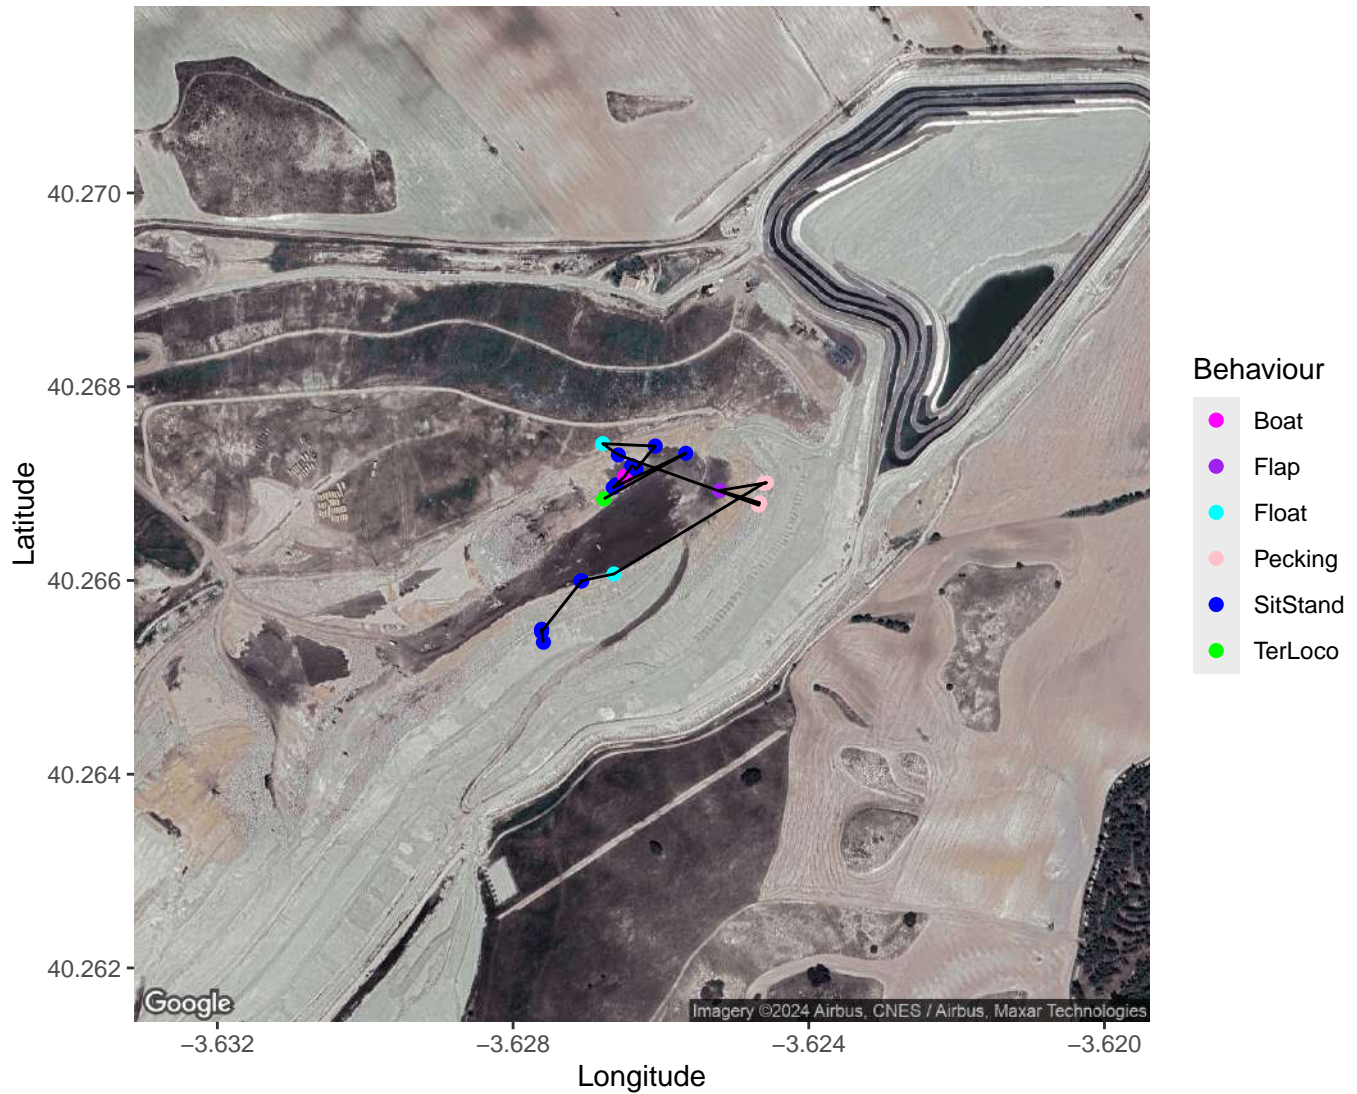 40.270
40.268
40.266
40.264
40.262
Latitude
−3.632
−3.628
−3.624
−3.620
Longitude
Google
Imagery ©2024 Airbus, CNES / Airbus, Maxar Technologies
Behaviour
Boat
Flap
Float
Pecking
SitStand
TerLoco